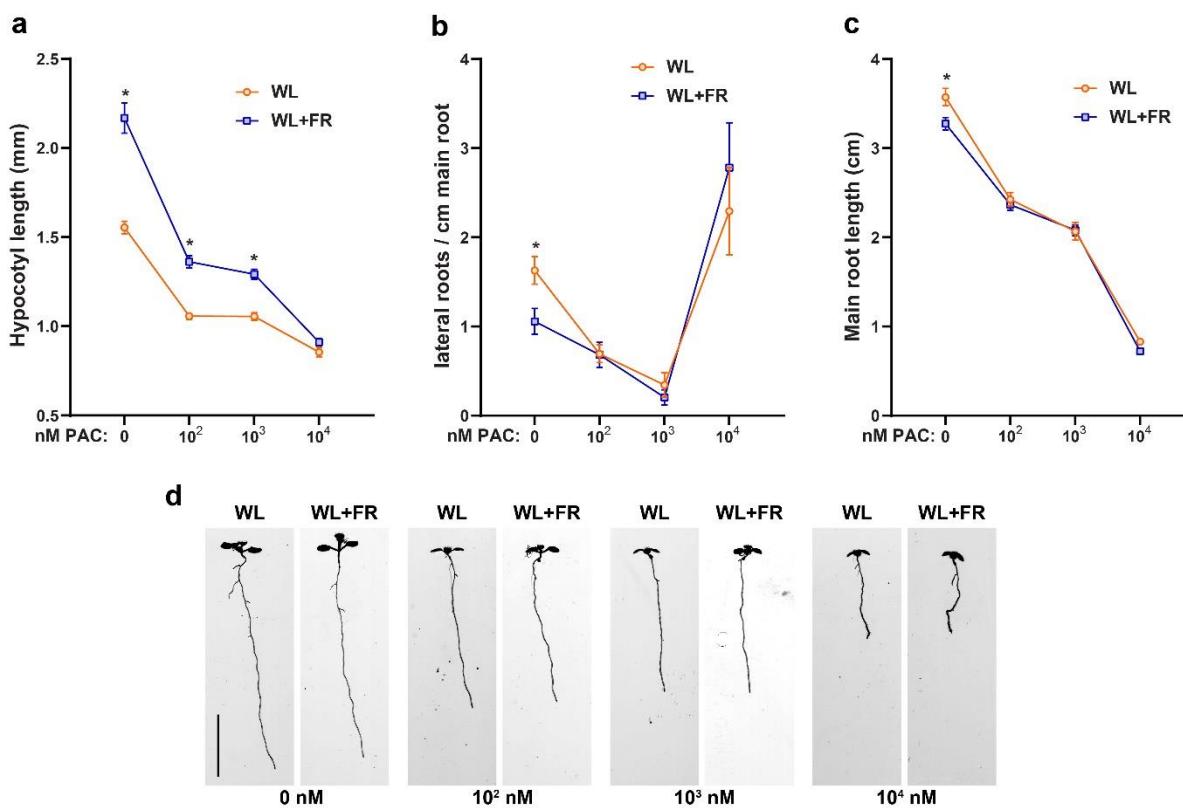 a
2.5
2.0
1.5
1.0
0.5
Hypocotyl length (mm)
*
*
*
WL
WL+FR
nM PAC: 0 10² 10³ 10⁴
b
4
3
2
1
0
lateral roots / cm main root
*
WL
WL+FR
nM PAC: 0 10² 10³ 10⁴
c
4
3
2
1
0
Main root length (cm)
*
WL
WL+FR
nM PAC: 0 10² 10³ 10⁴
d
WL WL+FR WL WL+FR WL WL+FR WL WL+FR
0 nM 10² nM 10³ nM 10⁴ nM